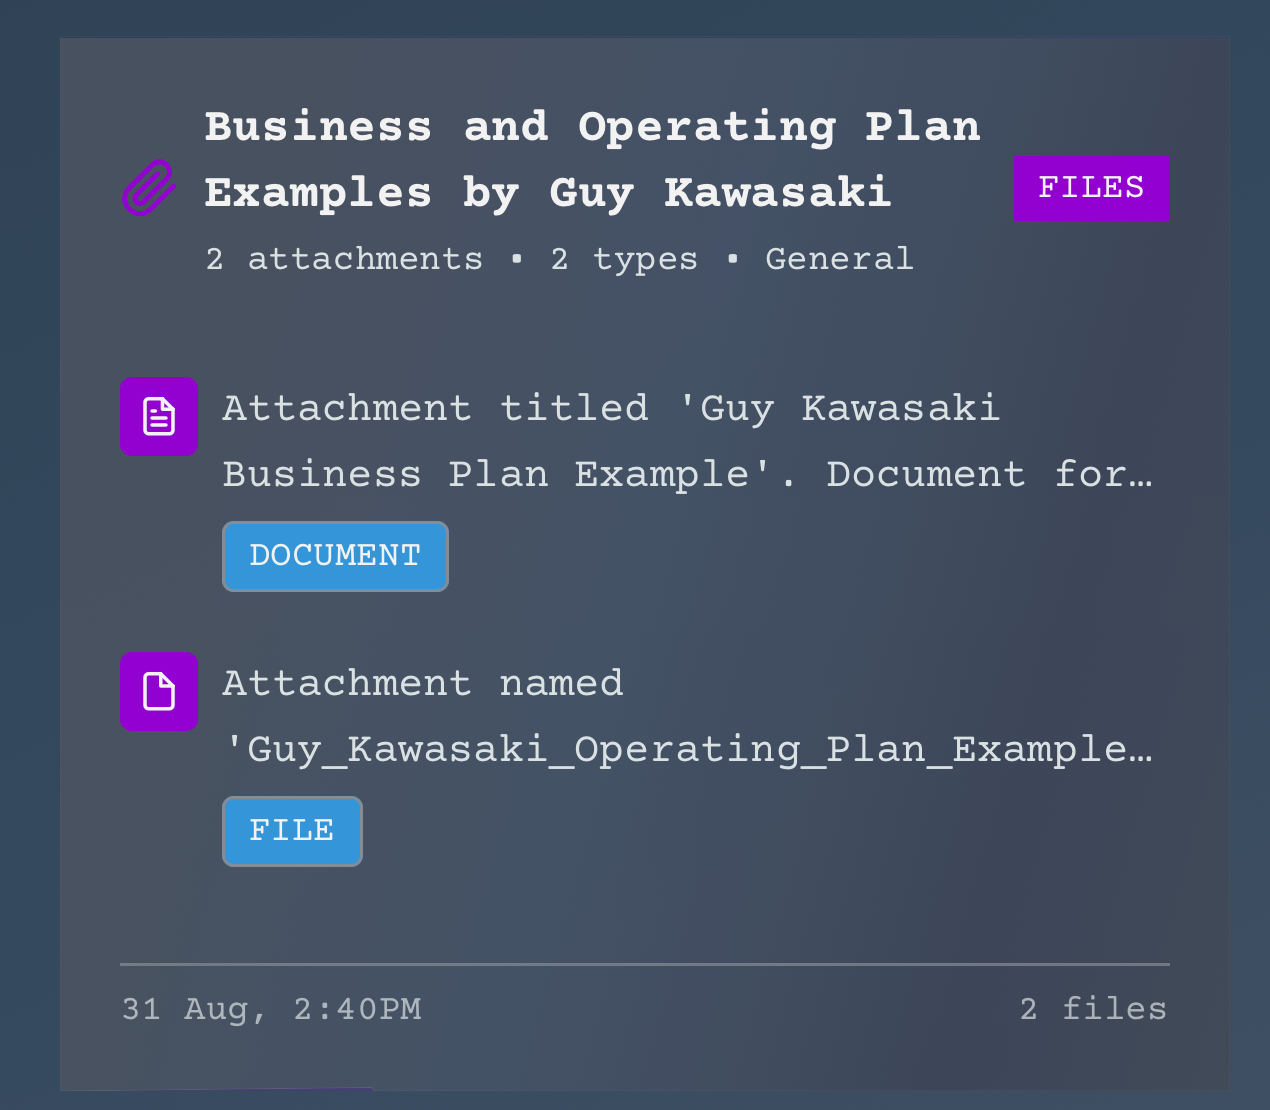 Business and Operating Plan
Examples by Guy Kawasaki
FILES
2 attachments • 2 types • General
Attachment titled 'Guy Kawasaki
Business Plan Example'. Document for…
DOCUMENT
Attachment named
'Guy_Kawasaki_Operating_Plan_Example…
FILE
31 Aug, 2:40PM
2 files